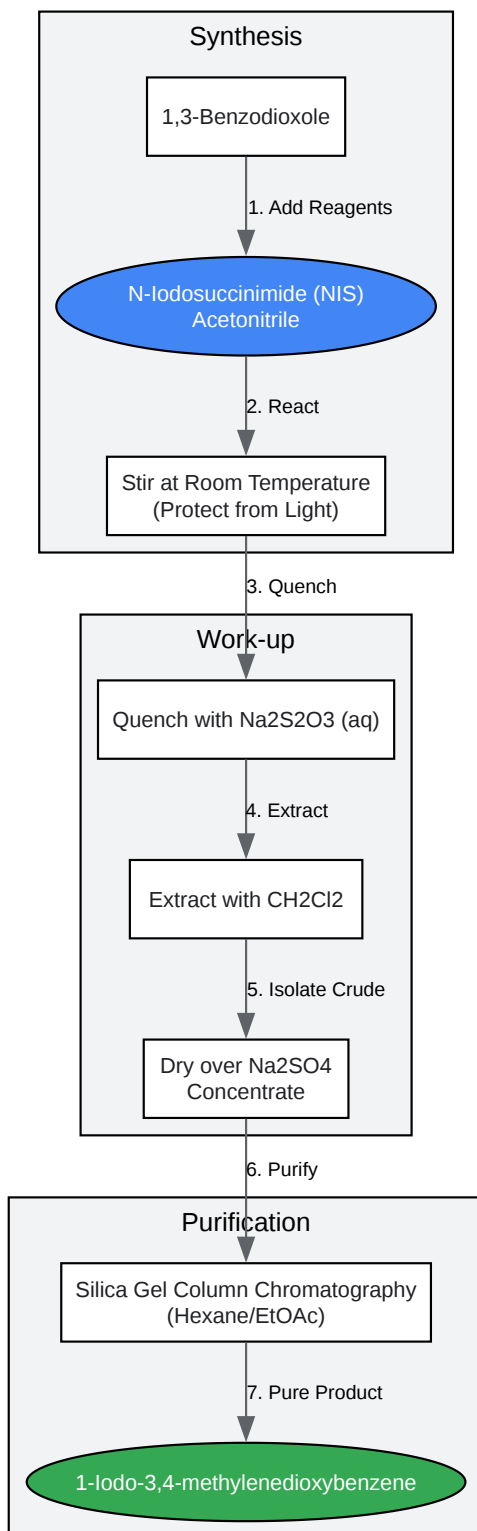 Synthesis
1,3-Benzodioxole
1. Add Reagents
N-Iodosuccinimide (NIS)
Acetonitrile
2. React
Stir at Room Temperature
(Protect from Light)
3. Quench
Work-up
Quench with Na2S2O3 (aq)
4. Extract
Extract with CH2Cl2
5. Isolate Crude
Dry over Na2SO4
Concentrate
6. Purify
Purification
Silica Gel Column Chromatography
(Hexane/EtOAc)
7. Pure Product
1-Iodo-3,4-methylenedioxybenzene